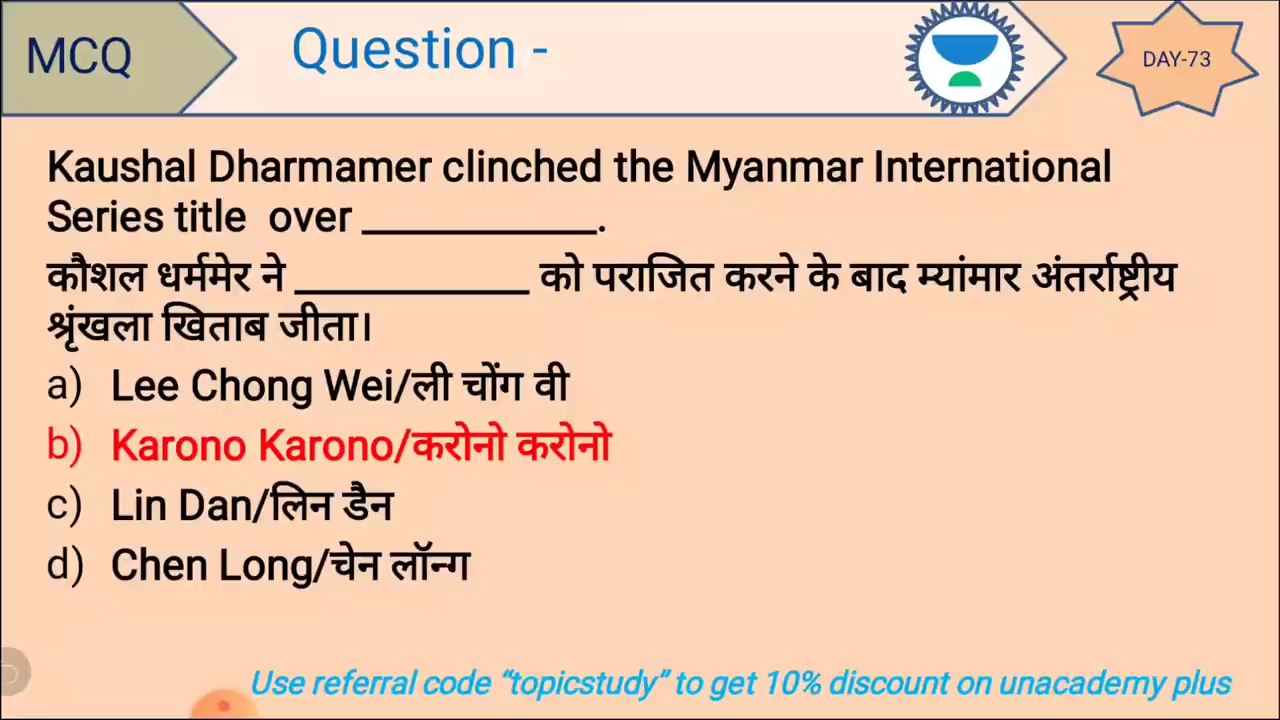 MCQ
Question -
DAY-73
Kaushal Dharmamer clinched the Myanmar International
Series title over ___________.
कौशल धर्ममेर ने ___________ को पराजित करने के बाद म्यांमार अंतर्राष्ट्रीय
श्रृंखला खिताब जीता।
a) Lee Chong Wei/ली चोंग वी
b) Karono Karono/करोनो करोनो
c) Lin Dan/लिन डैन
d) Chen Long/चेन लॉन्ग
Use referral code “topicstudy” to get 10% discount on unacademy plus